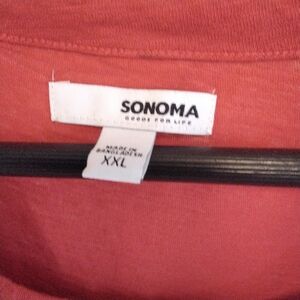 SONOMA
GOODS FOR LIFE
MADE IN
BANGLADESH
XXL